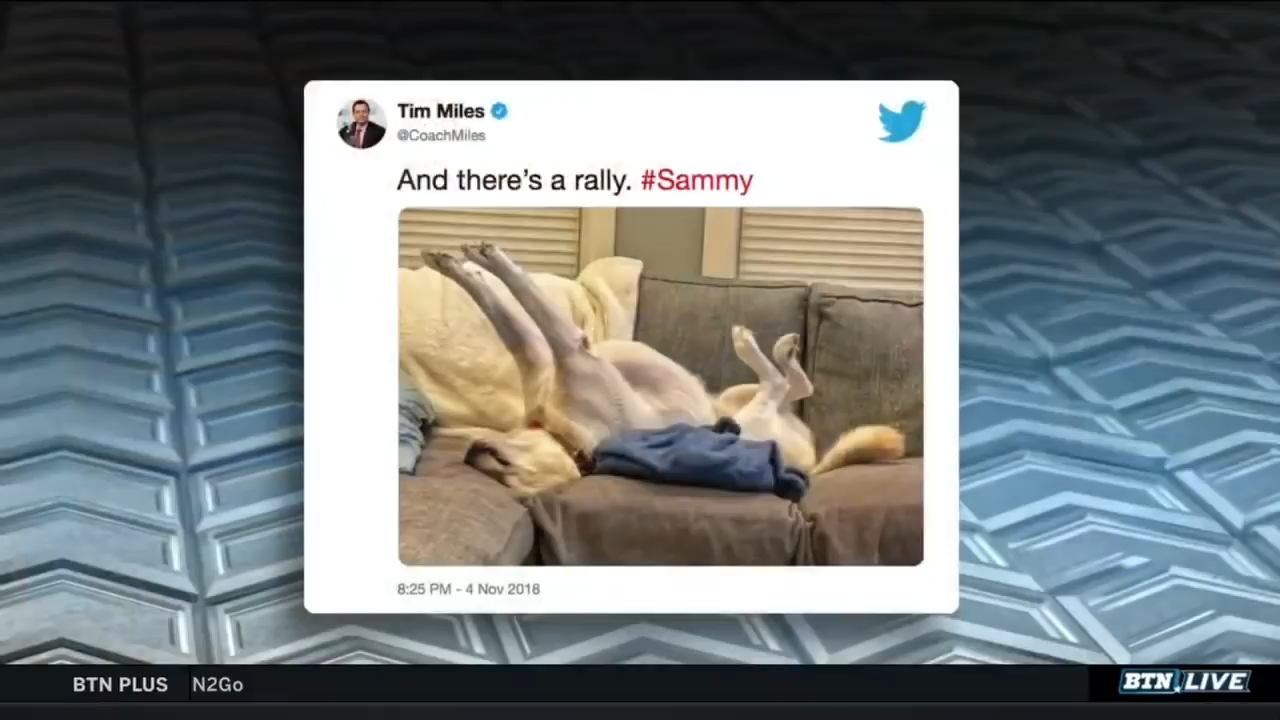 Tim Miles
@CoachMiles
And there's a rally. #Sammy
8:25 PM - 4 Nov 2018
BTN PLUS N2Go
BTN LIVE